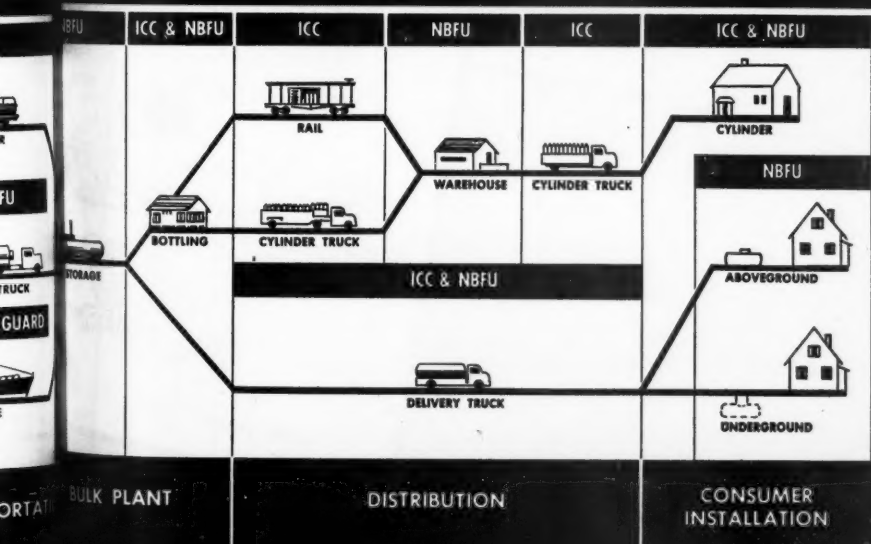 ICC & NBFU
ICC
NBFU
ICC
ICC & NBFU
RAIL
CYLINDER
WAREHOUSE
CYLINDER TRUCK
NBFU
BOTTLING
CYLINDER TRUCK
STORAGE
TRUCK
ICC & NBFU
ABOVEGROUND
GUARD
DELIVERY TRUCK
UNDERGROUND
BULK PLANT
DISTRIBUTION
CONSUMER
INSTALLATION